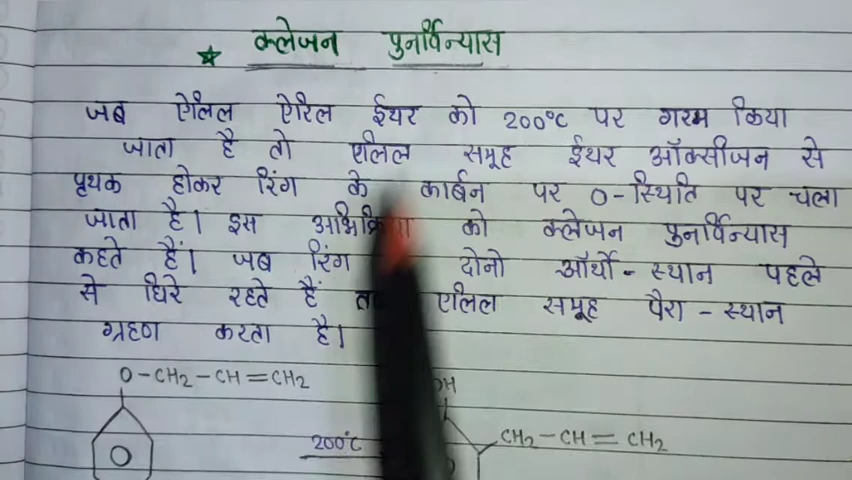 क्लेजन पुनर्विन्यास
जब ऐलिल ऐरिल ईथर को 200°C पर गरम किया
जाता है तो एलिल समूह ईथर ऑक्सीजन से
पृथक होकर रिंग के कार्बन पर O-स्थिति पर चला
जाता है। इस को क्लेजन पुनर्विन्यास
कहते हैं। जब रिंग दोनो ऑर्थो-स्थान पहले
से घिरे रहते हैं एलिल समूह पैरा-स्थान
ग्रहण करता है।
O-CH2-CH=CH2
200°C
CH2-CH=CH2